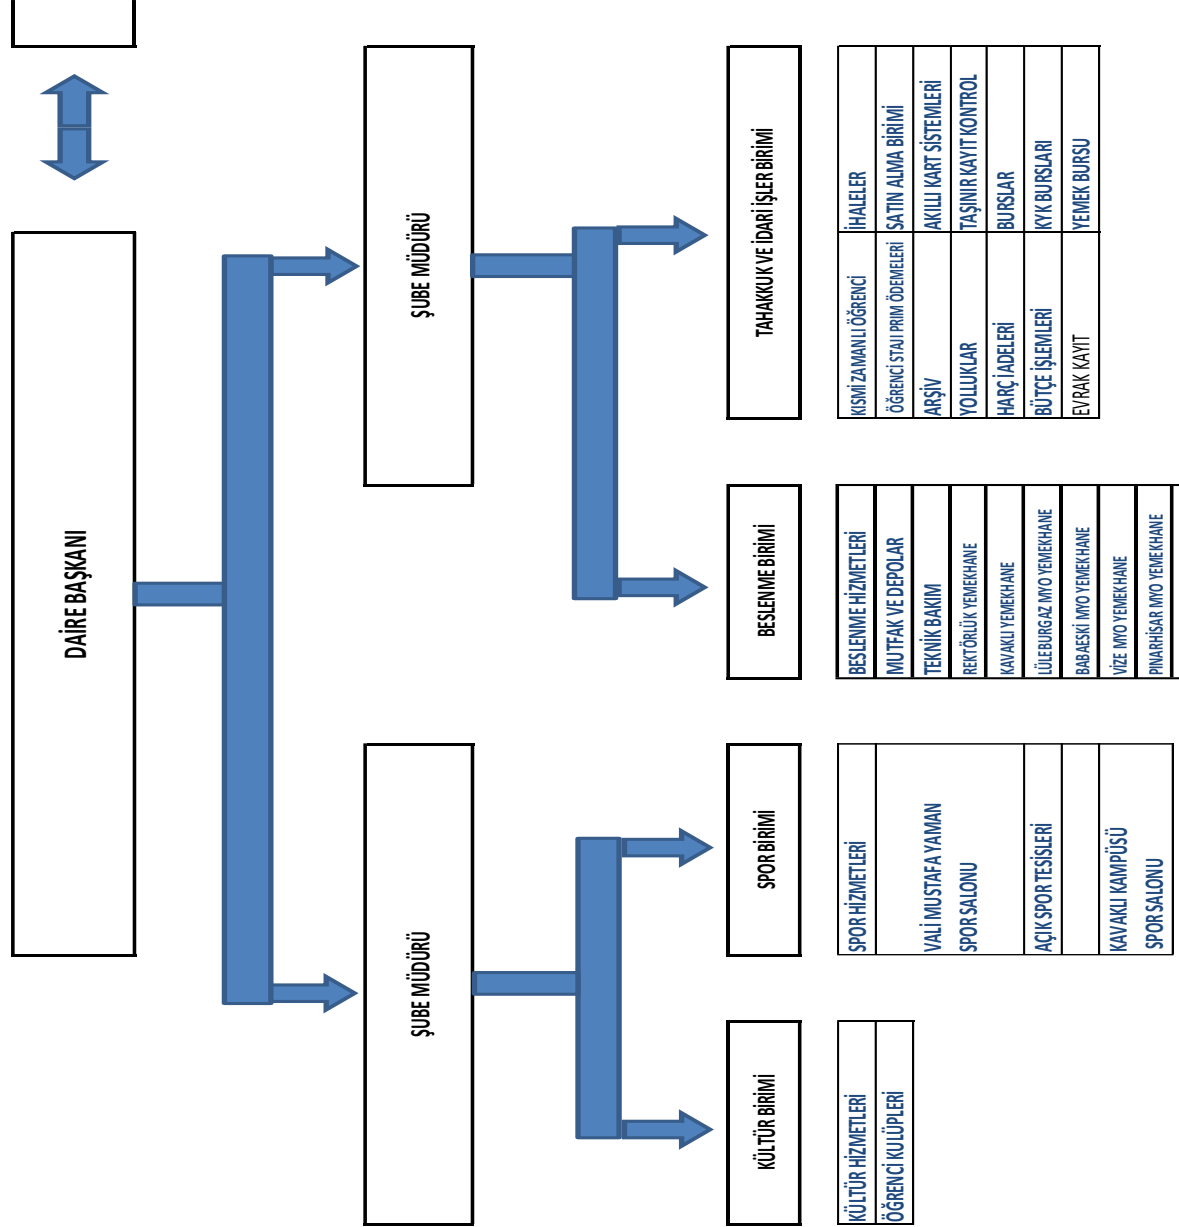 DAİRE BAŞKANI
ŞUBE MÜDÜRÜ
ŞUBE MÜDÜRÜ
KÜLTÜR BİRİMİ
SPOR BİRİMİ
BESLENME BİRİMİ
TAHAKKUK VE İDARİ İŞLER BİRİMİ
KÜLTÜR HİZMETLERİ
ÖĞRENCİ KULÜPLERİ
SPOR HİZMETLERİ
VALİ MUSTAFA YAMAN
SPOR SALONU
AÇIK SPOR TESİSLERİ
KAVAKLI KAMPÜSÜ
SPOR SALONU
BESLENME HİZMETLERİ
MUTFAK VE DEPOLAR
TEKNİK BAKIM
REKTÖRLÜK YEMEKHANE
KAVAKLI YEMEKHANE
LÜLEBURGAZ MYO YEMEKHANE
BABAESKİ MYO YEMEKHANE
VİZE MYO YEMEKHANE
PINARHİSAR MYO YEMEKHANE
KISMİ ZAMANLI ÖĞRENCİ
İHALELER
ÖĞRENCİ STAJI PRIM ÖDEMELERİ
SATIN ALMA BİRİMİ
ARŞİV
AKILLI KART SİSTEMLERİ
YOLLUKLAR
TAŞINIR KAYIT KONTROL
HARÇ İADELERİ
BURSLAR
BÜTÇE İŞLEMLERİ
KYK BURSLARI
EVRAK KAYIT
YEMEK BURSU